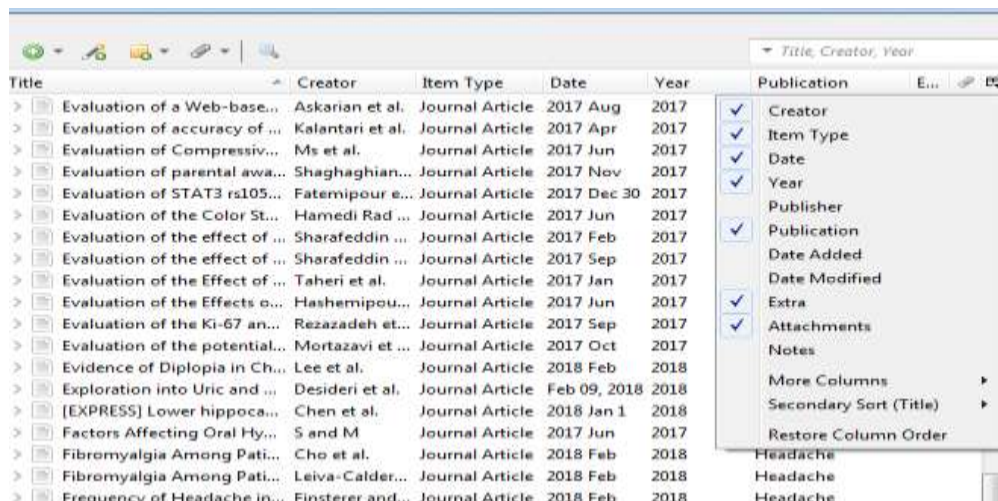 Title, Creator, Year
Title Creator Item Type Date Year Publication E...
Evaluation of a Web-base... Askarian et al. Journal Article 2017 Aug 2017 Creator
Evaluation of accuracy of ... Kalantari et al. Journal Article 2017 Apr 2017 Item Type
Evaluation of Compressiv... Ms et al. Journal Article 2017 Jun 2017 Date
Evaluation of parental awa... Shaghaghian... Journal Article 2017 Nov 2017 Year
Evaluation of STAT3 rs105... Fatemipour e... Journal Article 2017 Dec 30 2017 Publisher
Evaluation of the Color St... Hamedi Rad ... Journal Article 2017 Jun 2017 Publication
Evaluation of the effect of ... Sharafeddin ... Journal Article 2017 Feb 2017 Date Added
Evaluation of the effect of ... Sharafeddin ... Journal Article 2017 Sep 2017 Date Modified
Evaluation of the Effect of ... Taheri et al. Journal Article 2017 Jan 2017
Evaluation of the Effects o... Hashemipou... Journal Article 2017 Jun 2017 Extra
Evaluation of the Ki-67 an... Rezazadeh et... Journal Article 2017 Sep 2017 Attachments
Evaluation of the potential... Mortazavi et ... Journal Article 2017 Oct 2017 Notes
Evidence of Diplopia in Ch... Lee et al. Journal Article 2018 Feb 2018
Exploration into Uric and ... Desideri et al. Journal Article Feb 09, 2018 2018 More Columns
[EXPRESS] Lower hippoca... Chen et al. Journal Article 2018 Jan 1 2018 Secondary Sort (Title)
Factors Affecting Oral Hy... S and M Journal Article 2017 Jun 2017 Restore Column Order
Fibromyalgia Among Pati... Cho et al. Journal Article 2018 Feb 2018 Headache
Fibromyalgia Among Pati... Leiva-Calder... Journal Article 2018 Feb 2018 Headache
Frequency of Headache in... Finsterer and... Journal Article 2018 Feb 2018 Headache